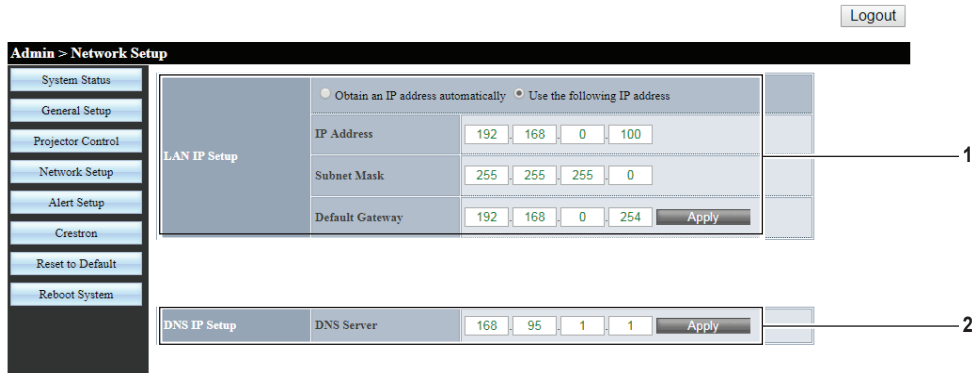 Logout
Admin > Network Setup
System Status
General Setup
Projector Control
Network Setup
Alert Setup
Crestron
Reset to Default
Reboot System
LAN IP Setup
Obtain an IP address automatically Use the following IP address
IP Address 192 . 168 . 0 . 100
Subnet Mask 255 . 255 . 255 . 0
Default Gateway 192 . 168 . 0 . 254 Apply
1
DNS IP Setup DNS Server 168 . 95 . 1 . 1 Apply
2